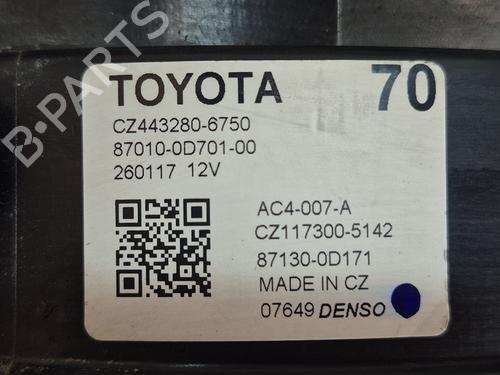 TOYOTA 70
CZ443280-6750
87010-0D701-00
260117 12V
AC4-007-A
CZ117300-5142
87130-0D171
MADE IN CZ
07649 DENSO
B-PARTS